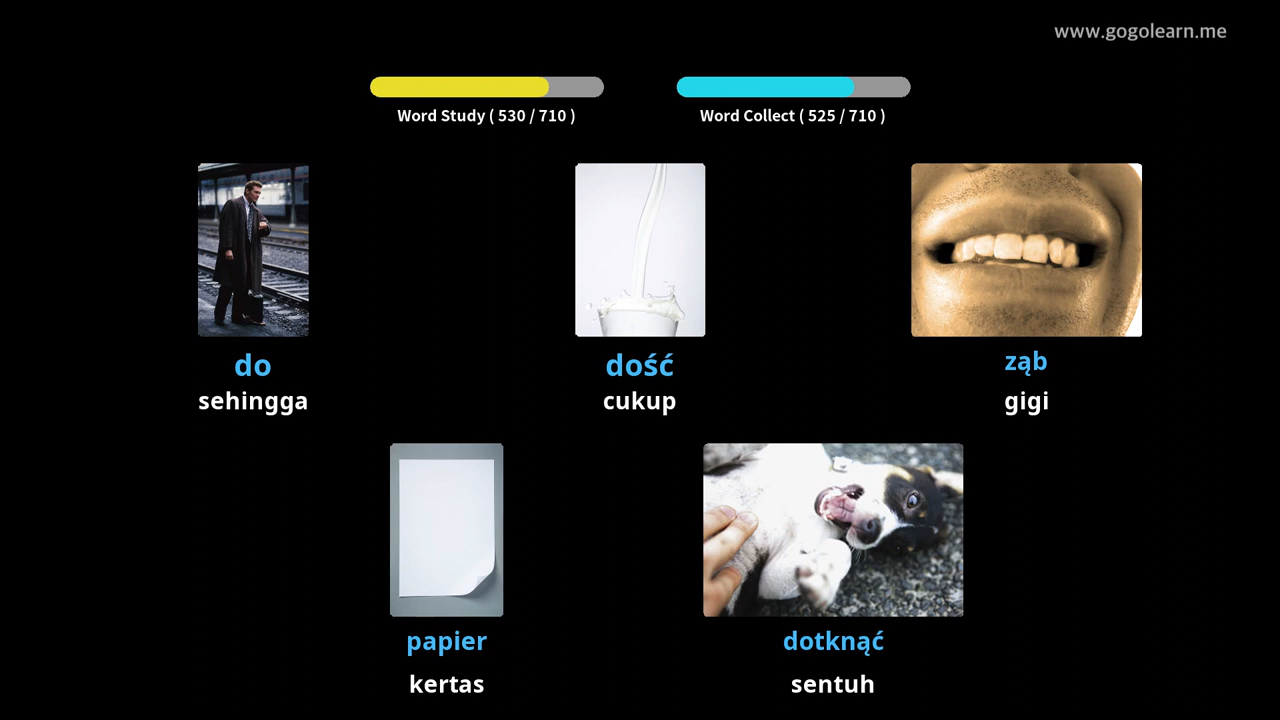 www.gogolearn.me
Word Study ( 530 / 710 )
Word Collect ( 525 / 710 )
do
sehingga
dość
cukup
ząb
gigi
papier
kertas
dotknąć
sentuh